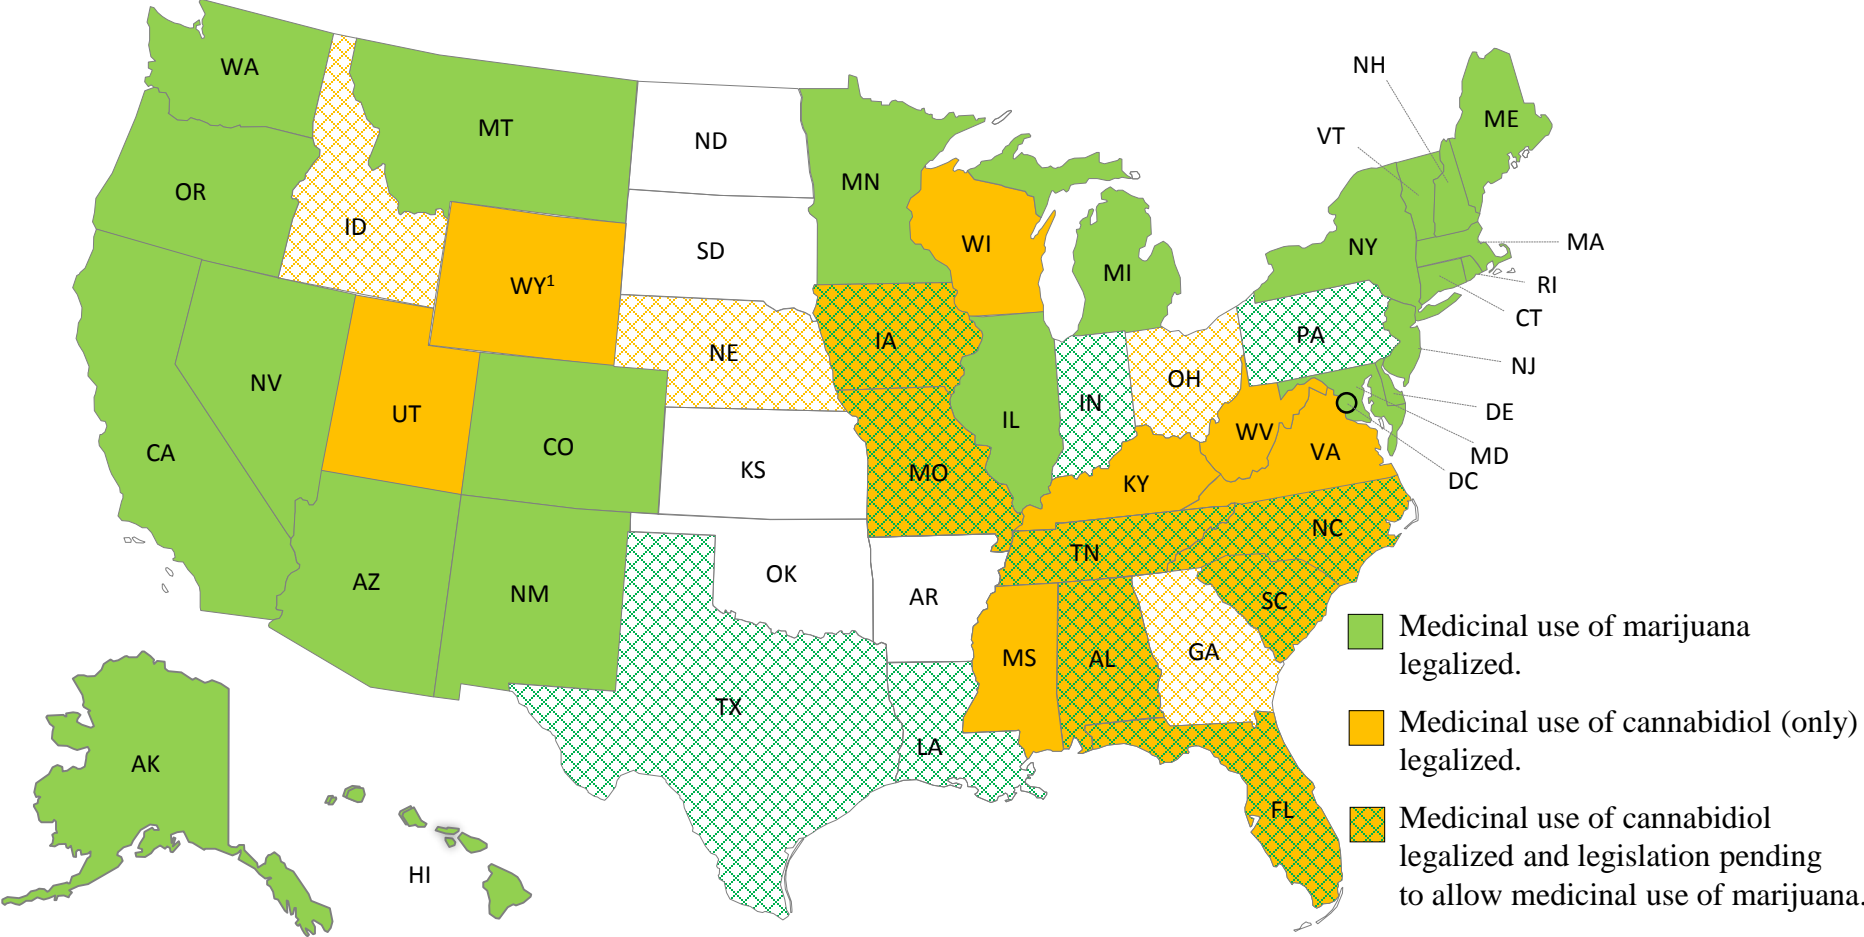 NH
WA
ME
MT
VT
ND
MN
OR
ID
WI
NY
MA
SD
MI
WY¹
RI
CT
PA
IA
NE
NJ
OH
NV
IN
UT
DE
IL
WV
CO
CA
VA
MD
KS
MO
DC
KY
NC
TN
OK
AZ
NM
AR
SC
Medicinal use of marijuana
legalized.
GA
MS
AL
TX
Medicinal use of cannabidiol (only)
legalized.
LA
AK
FL
Medicinal use of cannabidiol
legalized and legislation pending
to allow medicinal use of marijuana.
HI